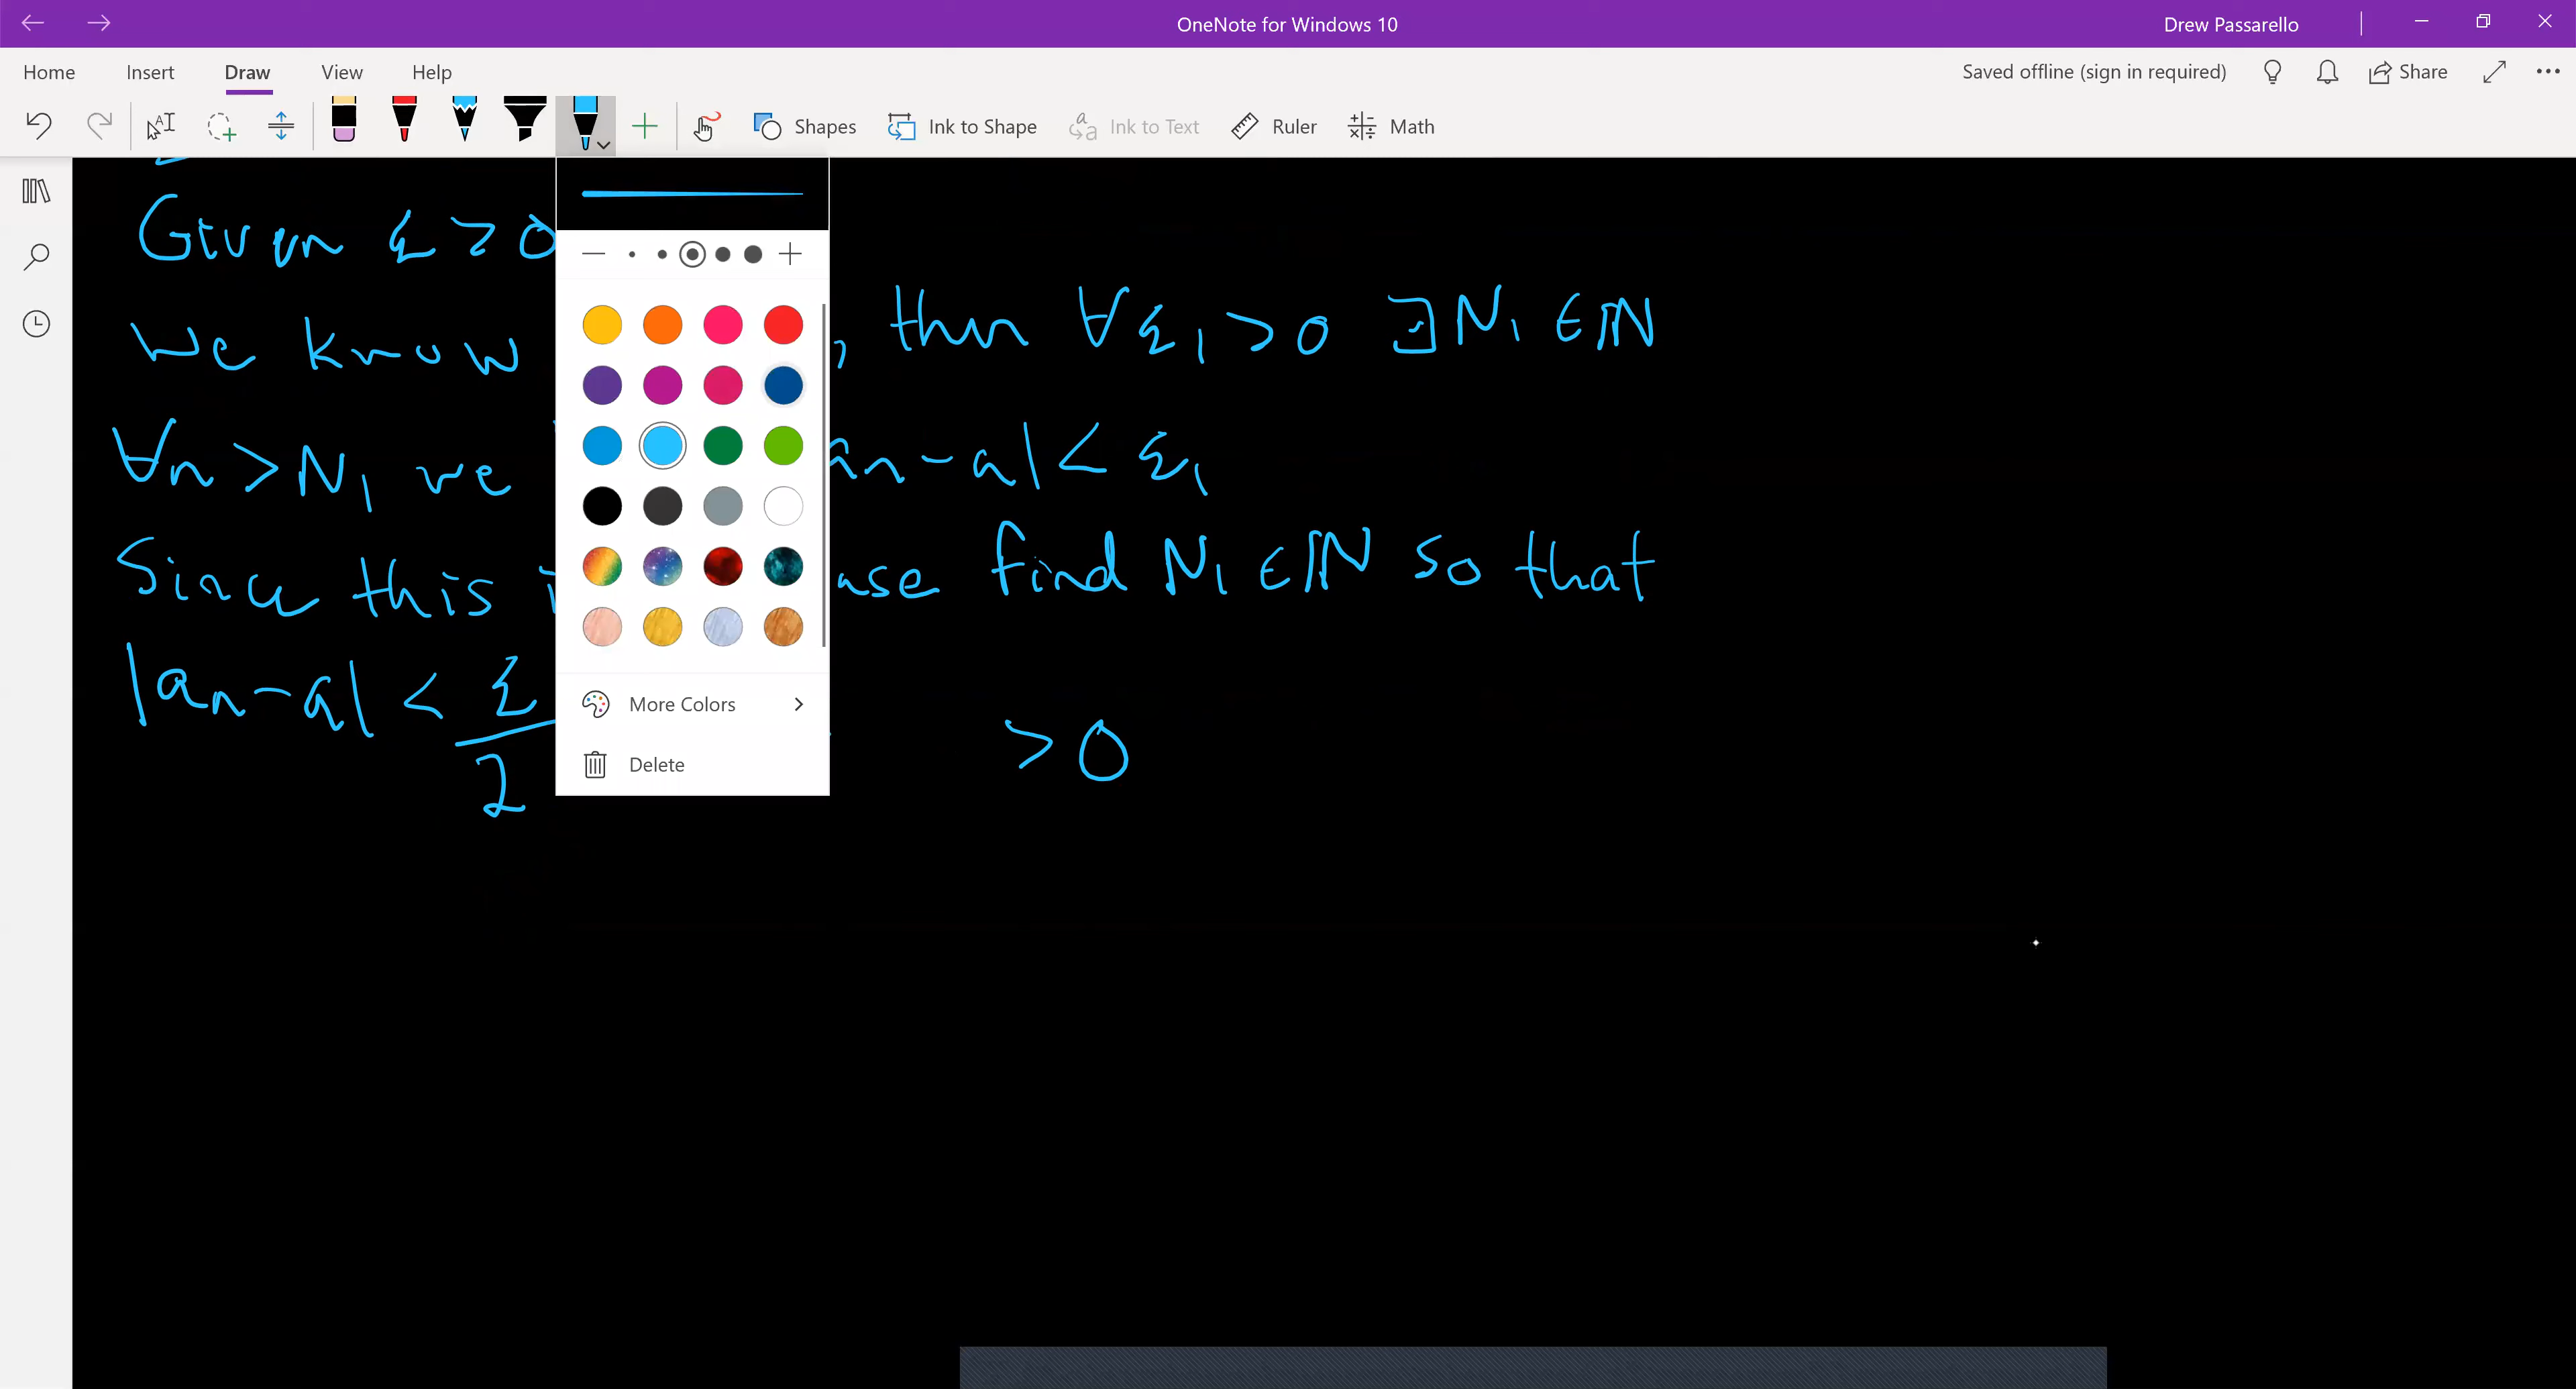 OneNote for Windows 10
Drew Passarello
Home Insert Draw View Help
Saved offline (sign in required) Share
Shapes Ink to Shape Ink to Text Ruler Math
Given ε > 0
We know , then ∀ε₁ > 0 ∃N₁ ∈ ℕ
∀n > N₁ we an - a| < ε₁
Since this find N₁ ∈ ℕ so that
|an - a| < ε/2 > 0
More Colors
Delete